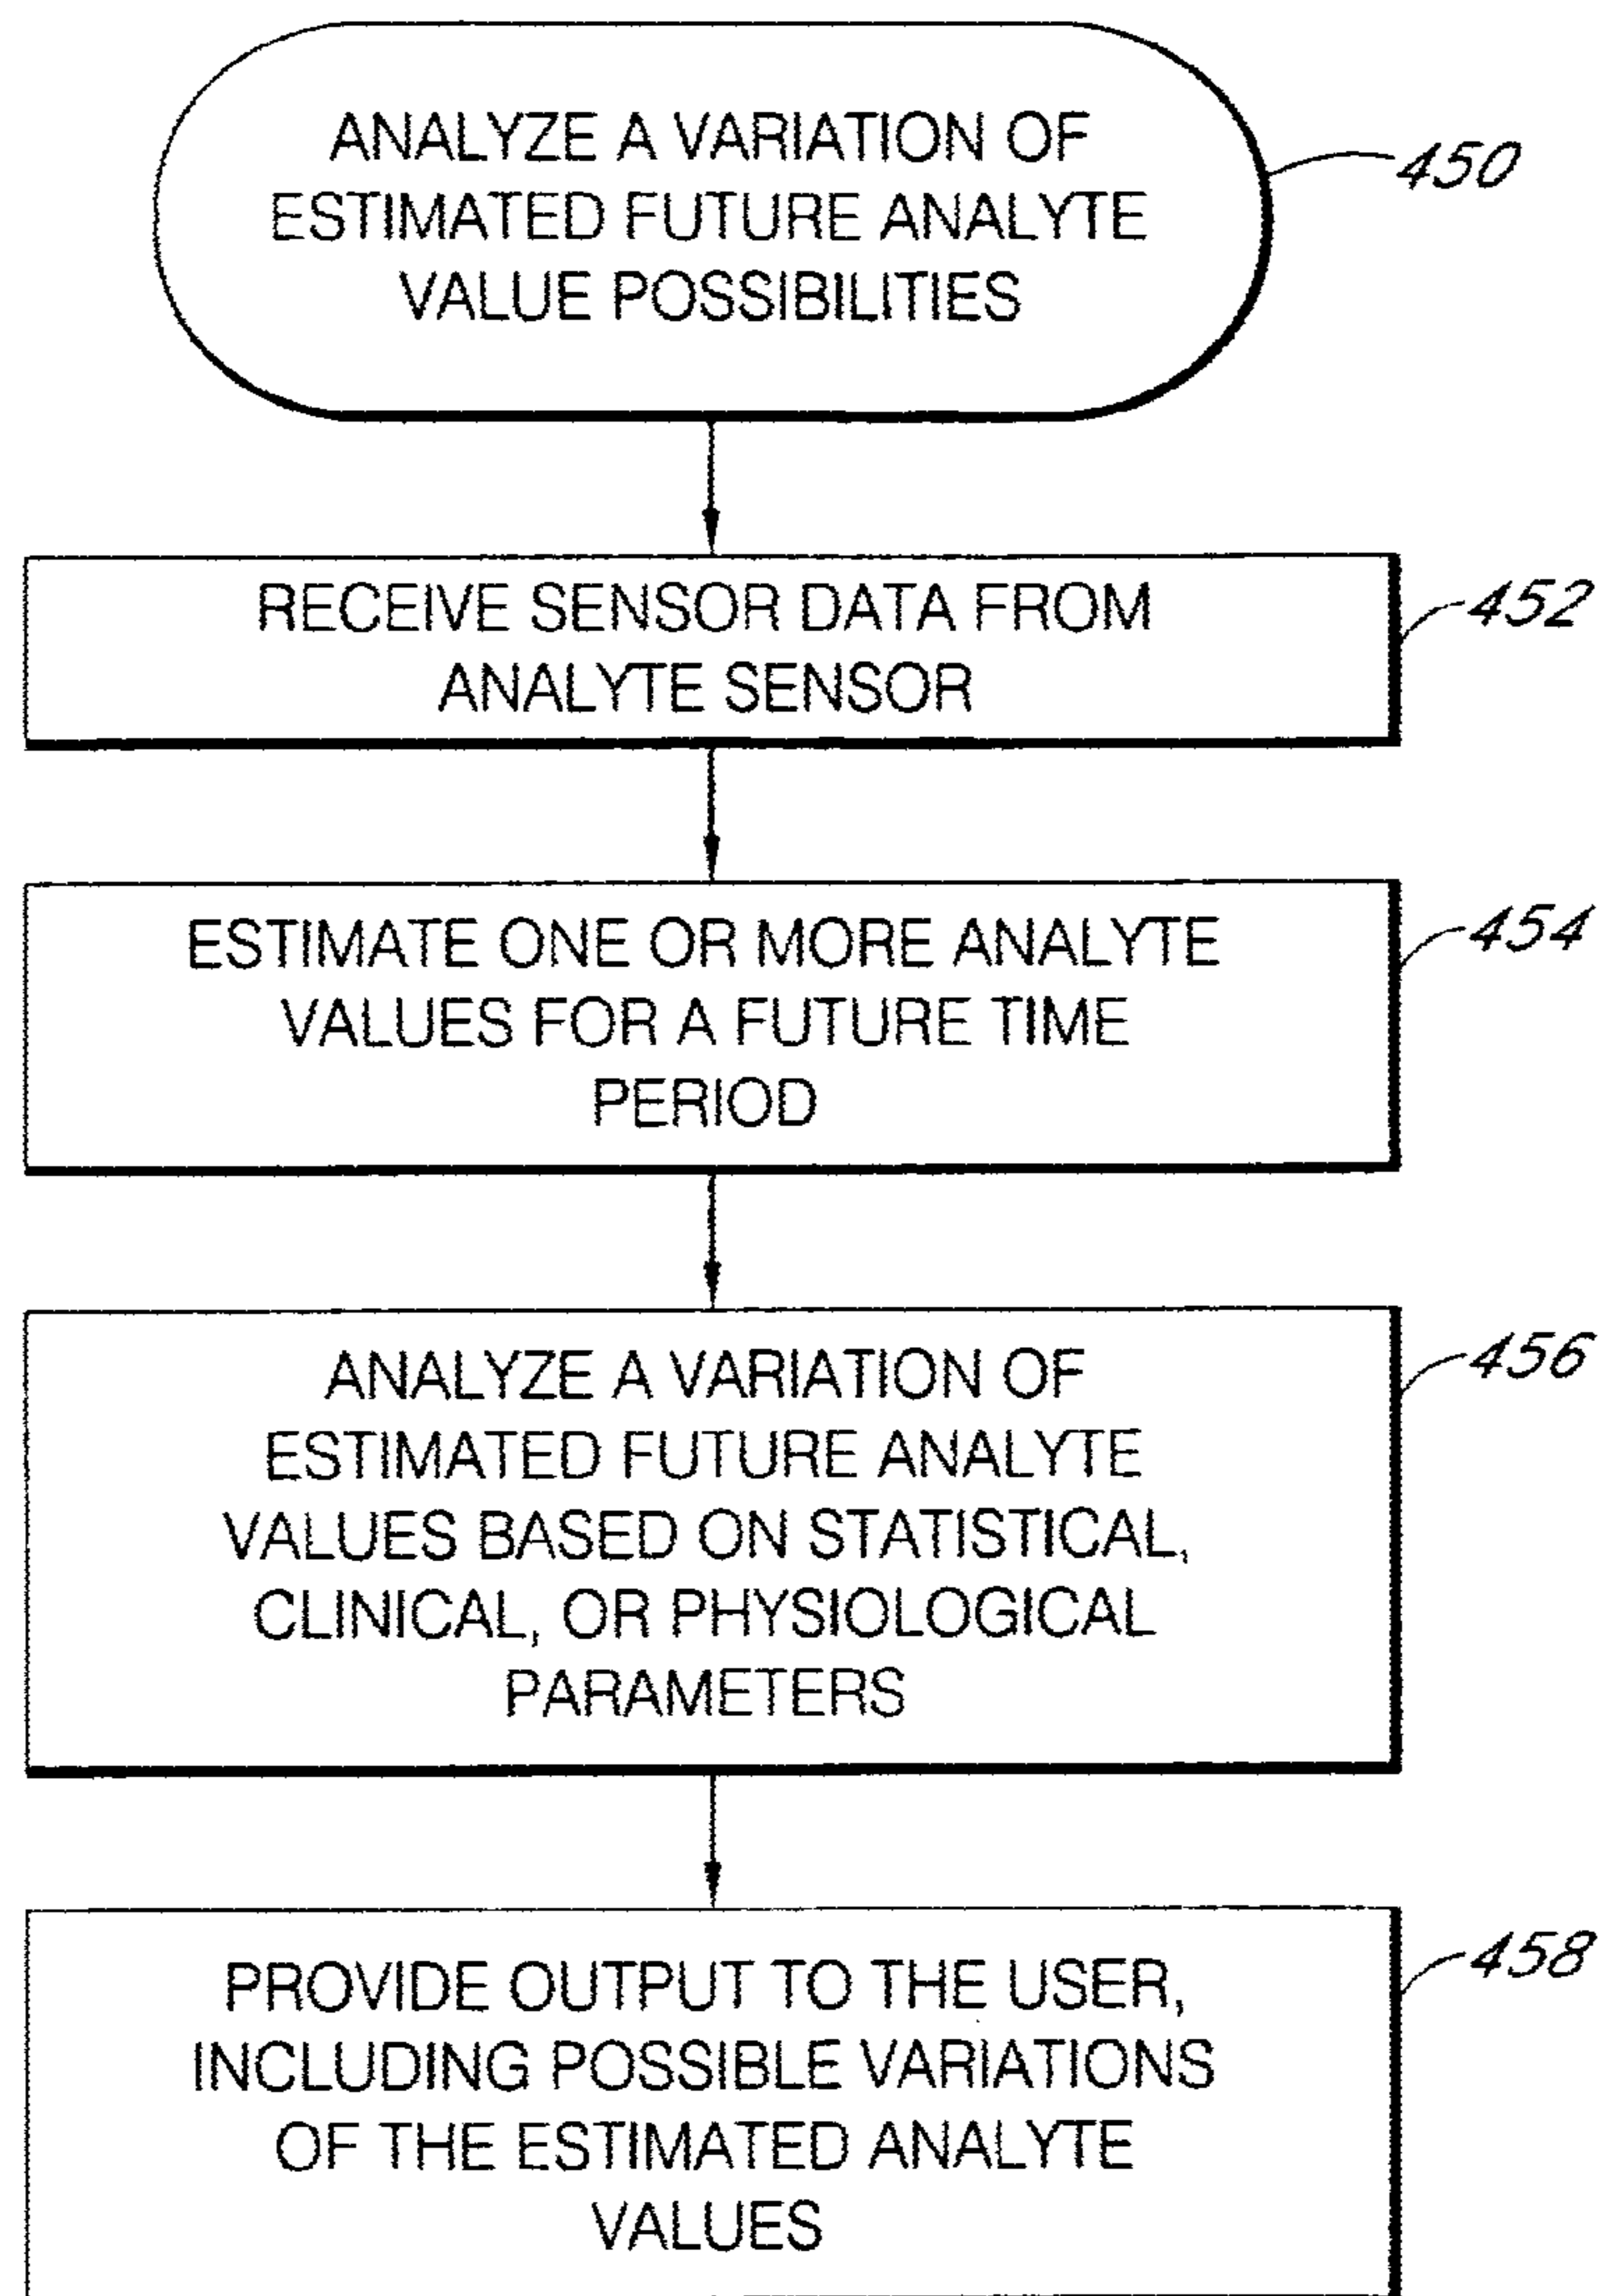 ANALYZE A VARIATION OF
ESTIMATED FUTURE ANALYTE
VALUE POSSIBILITIES
450
RECEIVE SENSOR DATA FROM
ANALYTE SENSOR
452
ESTIMATE ONE OR MORE ANALYTE
VALUES FOR A FUTURE TIME
PERIOD
454
ANALYZE A VARIATION OF
ESTIMATED FUTURE ANALYTE
VALUES BASED ON STATISTICAL,
CLINICAL, OR PHYSIOLOGICAL
PARAMETERS
456
PROVIDE OUTPUT TO THE USER,
INCLUDING POSSIBLE VARIATIONS
OF THE ESTIMATED ANALYTE
VALUES
458